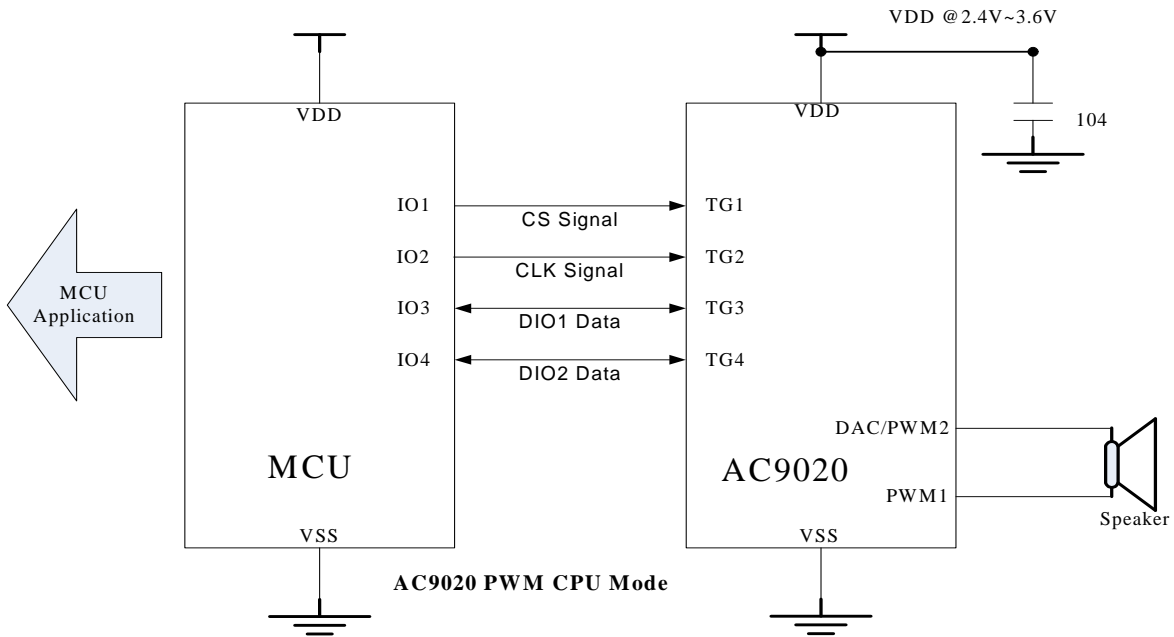 VDD @2.4V~3.6V
VDD
VDD
104
IO1
CS Signal
TG1
IO2
CLK Signal
TG2
MCU
Application
IO3
DIO1 Data
TG3
IO4
DIO2 Data
TG4
DAC/PWM2
MCU
AC9020
PWM1
Speaker
VSS
VSS
AC9020 PWM CPU Mode